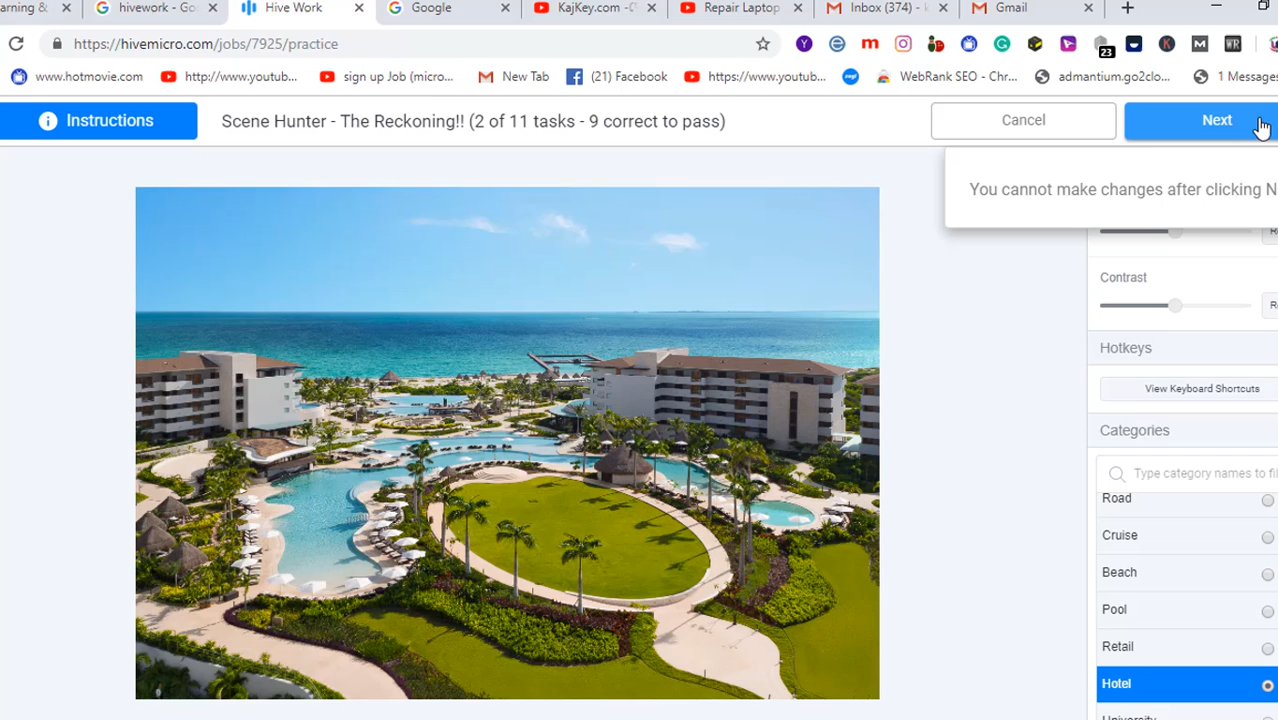 arning &
hivework - Go
Hive Work
Google
KajKey.com -
Repair Laptop
Inbox (374) -
Gmail
https://hivemicro.com/jobs/7925/practice
23
www.hotmovie.com
http://www.youtub...
sign up Job (micro...
New Tab
(21) Facebook
https://www.youtub...
WebRank SEO - Chr...
admantium.go2clo...
1 Messages
Instructions
Scene Hunter - The Reckoning!! (2 of 11 tasks - 9 correct to pass)
Cancel
Next
You cannot make changes after clicking N
Contrast
Hotkeys
View Keyboard Shortcuts
Categories
Type category names to fil
Road
Cruise
Beach
Pool
Retail
Hotel
University